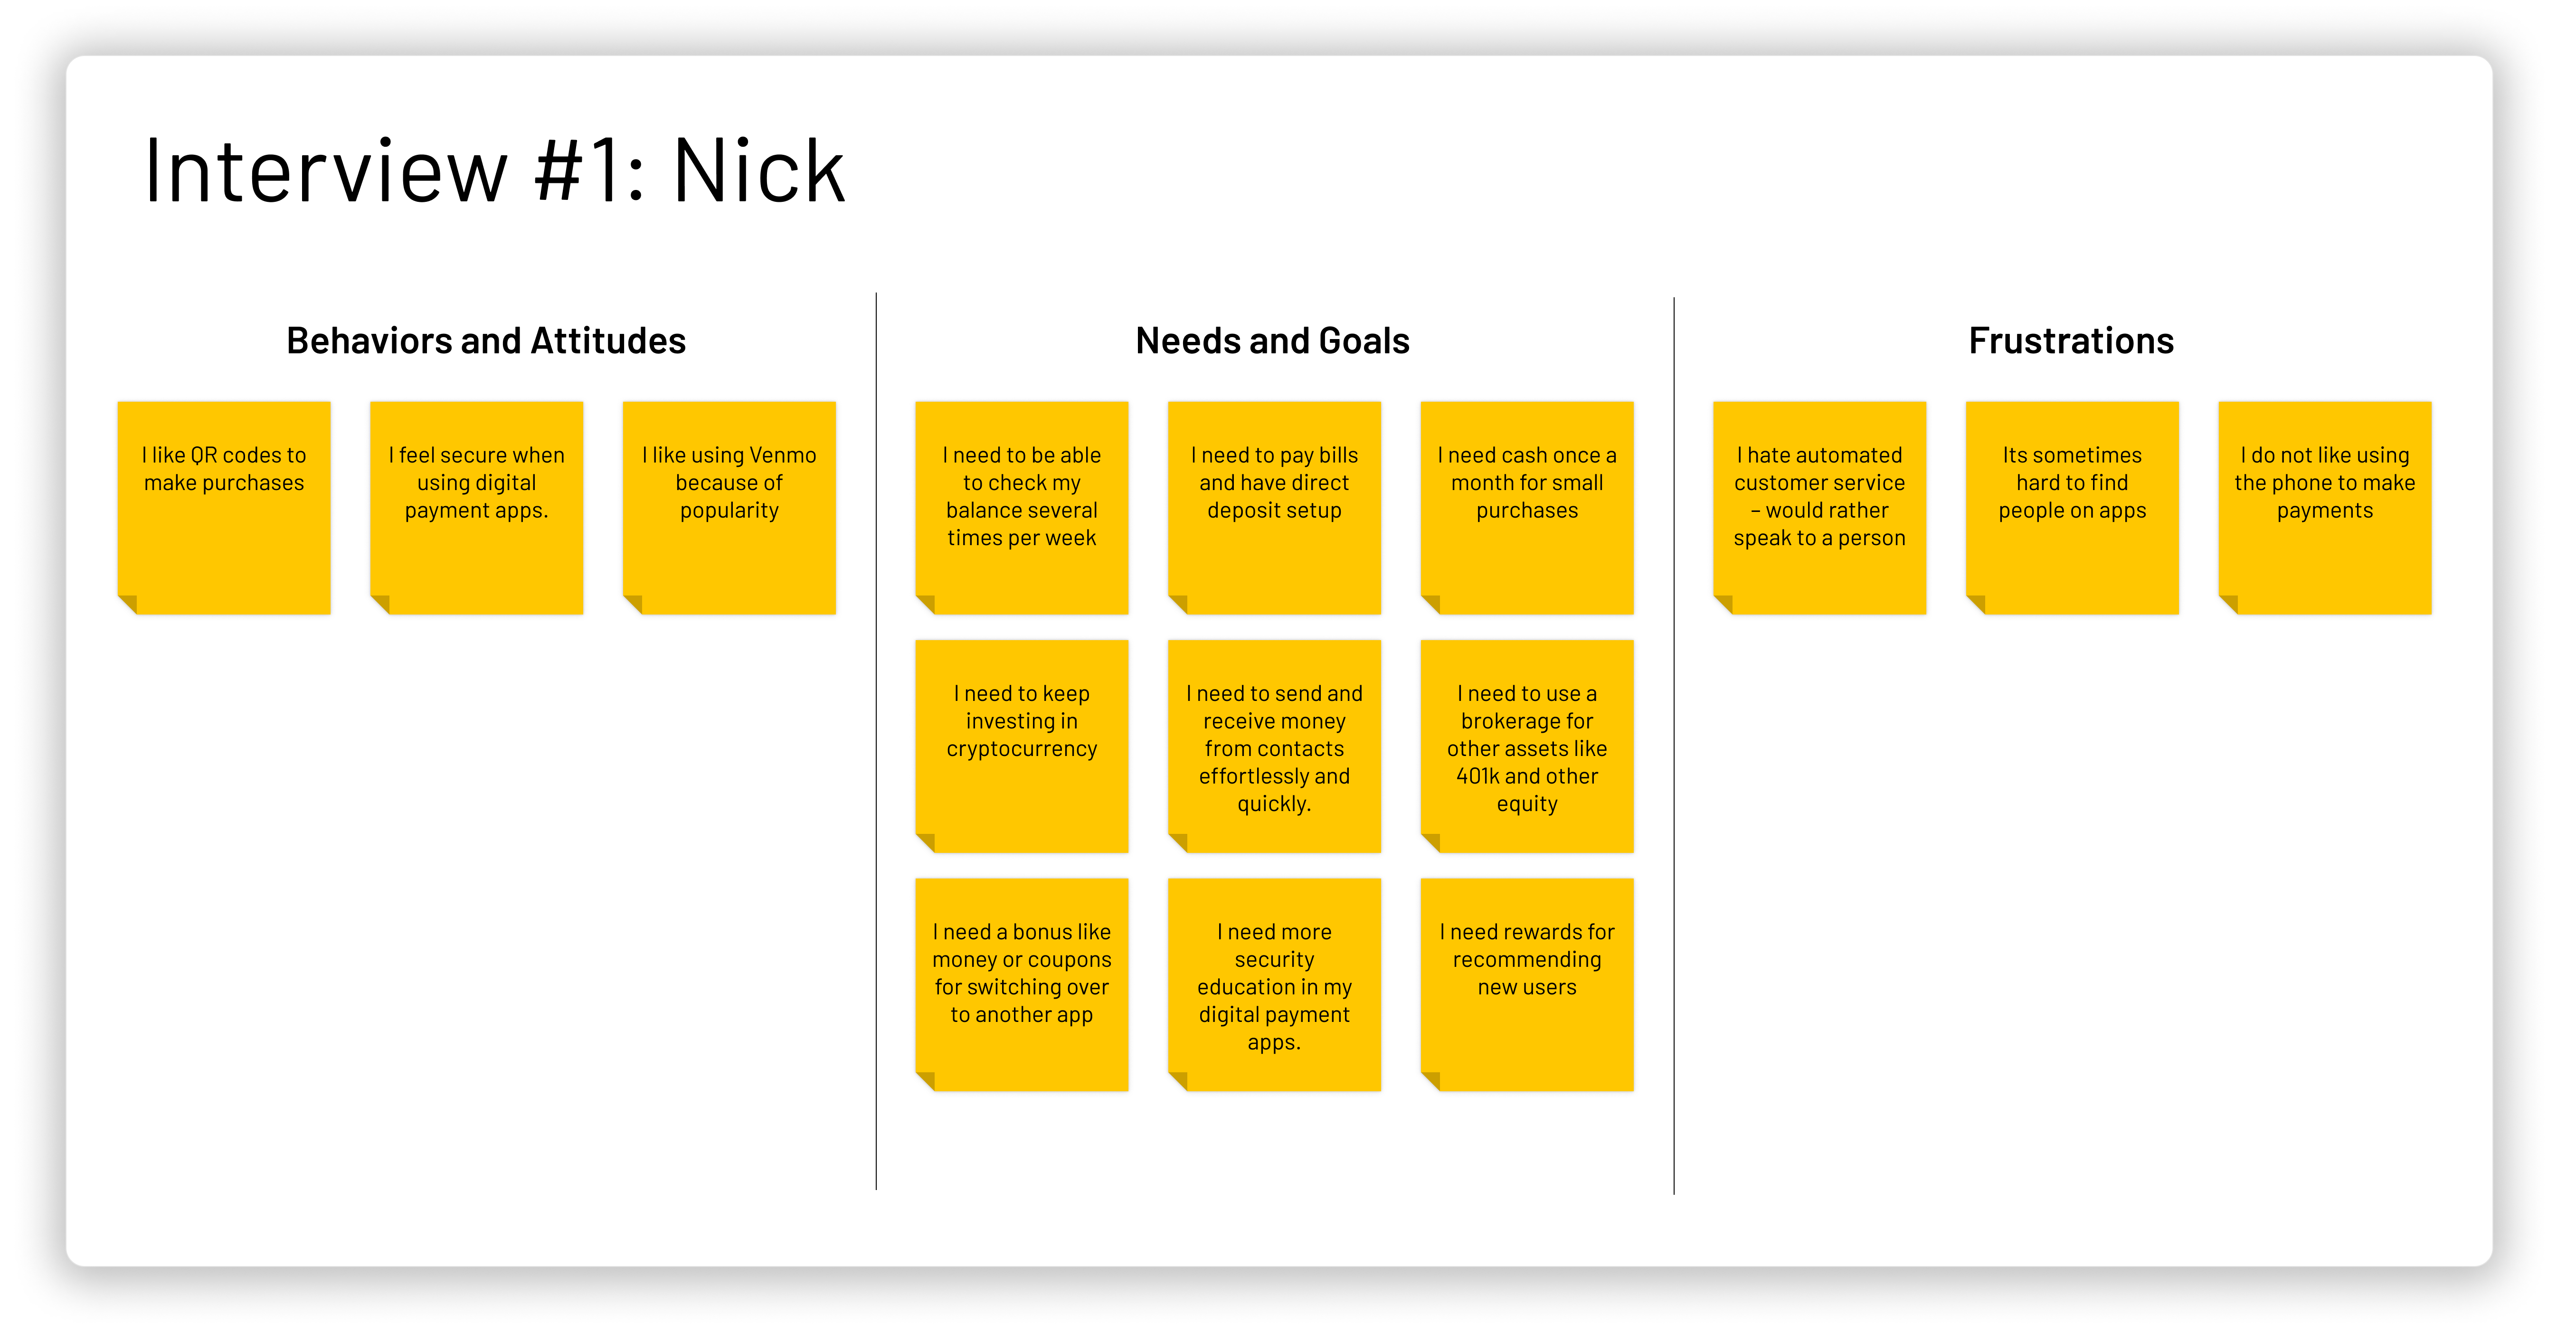 Interview #1: Nick
Behaviors and Attitudes
I like QR codes to
make purchases
I feel secure when
using digital
payment apps.
I like using Venmo
because of
popularity
Needs and Goals
I need to be able
to check my
balance several
times per week
I need to pay bills
and have direct
deposit setup
I need cash once a
month for small
purchases
I need to keep
investing in
cryptocurrency
I need to send and
receive money
from contacts
effortlessly and
quickly.
I need to use a
brokerage for
other assets like
401k and other
equity
I need a bonus like
money or coupons
for switching over
to another app
I need more
security
education in my
digital payment
apps.
I need rewards for
recommending
new users
Frustrations
I hate automated
customer service
– would rather
speak to a person
Its sometimes
hard to find
people on apps
I do not like using
the phone to make
payments